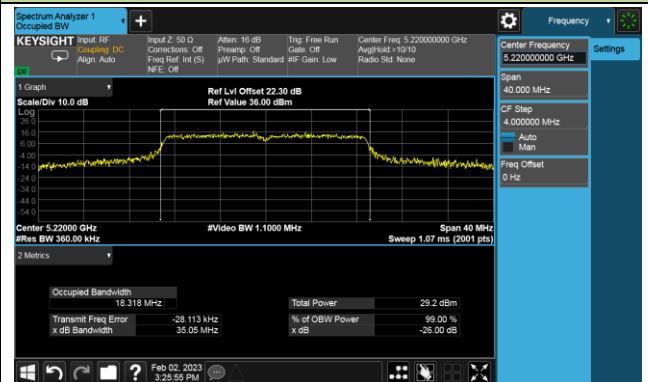 Spectrum Analyzer 1
Occupied BW
+
Frequency
KEYSIGHT
Input: RF
Coupling: DC
Align: Auto
Input Z: 50 Ω
Corrections: Off
Freq Ref: Int (S)
NFE: Off
Atten: 16 dB
Preamp: Off
µW Path: Standard
Trig: Free Run
Gate: Off
#IF Gain: Low
Center Freq: 5.220000000 GHz
Avg|Hold:>10/10
Radio Std: None
Center Frequency
5.220000000 GHz
Settings
Span
40.000 MHz
CF Step
4.000000 MHz
Auto
Man
Freq Offset
0 Hz
1 Graph
Scale/Div 10.0 dB
Ref Lvl Offset 22.30 dB
Ref Value 36.00 dBm
Log
26.0
16.0
6.00
-4.00
-14.0
-24.0
-34.0
-44.0
-54.0
Center 5.22000 GHz
#Res BW 360.00 kHz
#Video BW 1.1000 MHz
Span 40 MHz
Sweep 1.07 ms (2001 pts)
2 Metrics
Occupied Bandwidth
18.318 MHz
Total Power 29.2 dBm
Transmit Freq Error -28.113 kHz
% of OBW Power 99.00 %
x dB Bandwidth 35.05 MHz
x dB -26.00 dB
?
Feb 02, 2023
3:25:55 PM